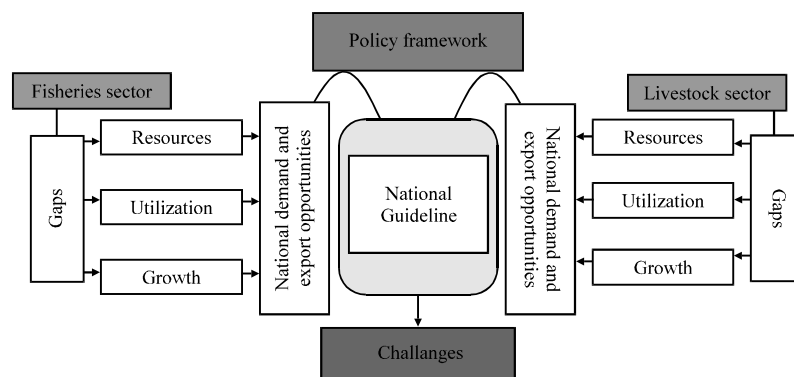 Policy framework
Fisheries sector
Livestock sector
Gaps
Resources
Utilization
Growth
National demand and
export opportunities
National
Guideline
National demand and
export opportunities
Resources
Utilization
Growth
Gaps
Challanges